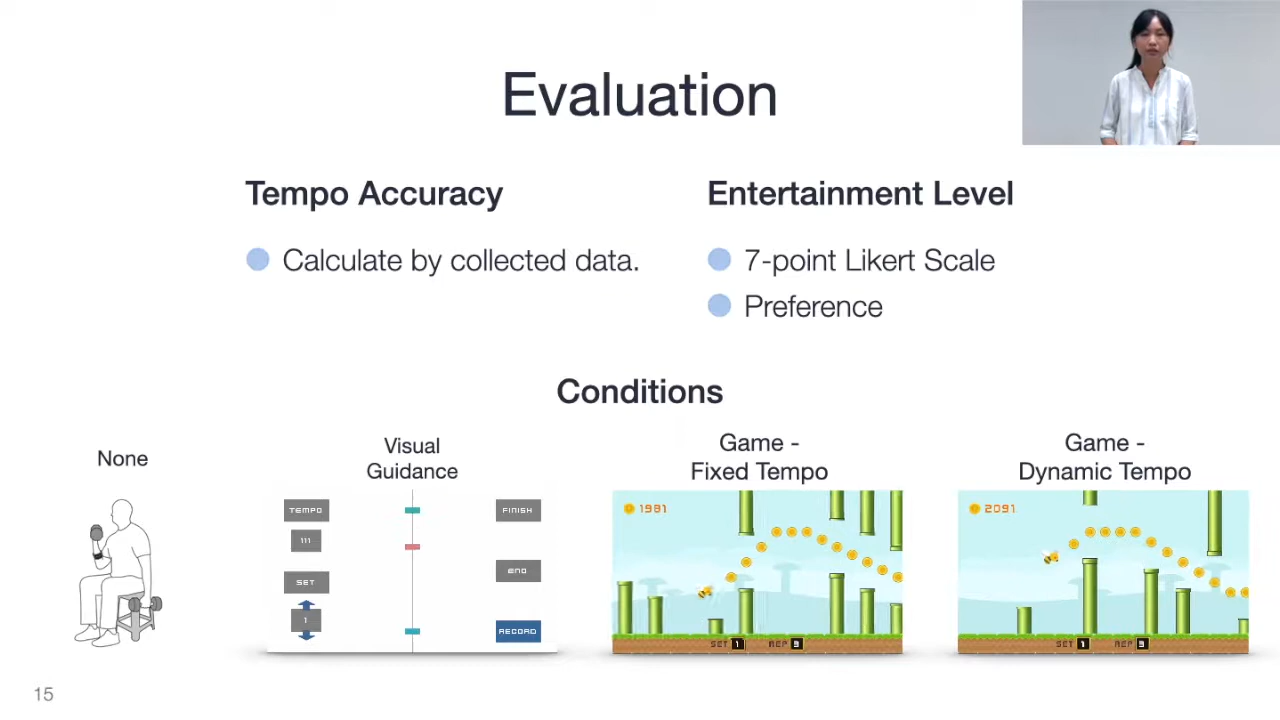 Evaluation
Tempo Accuracy
Calculate by collected data.
Entertainment Level
7-point Likert Scale
Preference
Conditions
None
Visual
Guidance
TEMPO
111
SET
1
FINISH
END
RECORD
Game -
Fixed Tempo
1981
SET 1 REP 9
Game -
Dynamic Tempo
2091
SET 1 REP 9
15